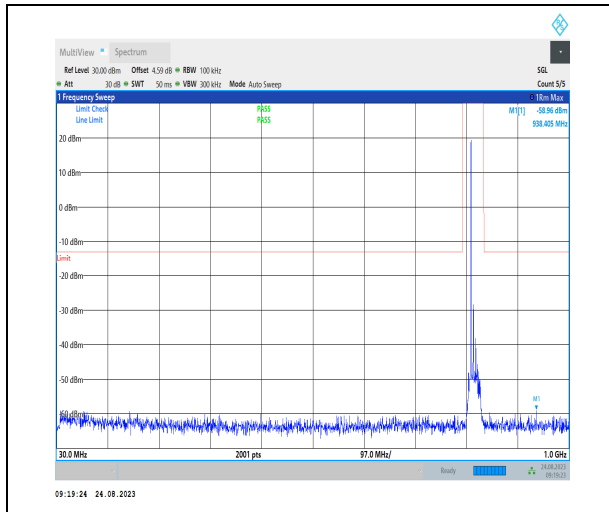 MultiView Spectrum
Ref Level 30.00 dBm Offset 4.59 dB RBW 100 kHz SGL
Att 30 dB SWT 50 ms VBW 300 kHz Mode Auto Sweep Count 5/5
1 Frequency Sweep 1Rm Max
Limit Check PASS M1[1] -58.96 dBm
Line Limit PASS 938.405 MHz
20 dBm
10 dBm
0 dBm
-10 dBm
Limit
-20 dBm
-30 dBm
-40 dBm
-50 dBm
M1
-60 dBm
30.0 MHz 2001 pts 97.0 MHz/ 1.0 GHz
Ready 24.08.2023
09:19:23
09:19:24 24.08.2023